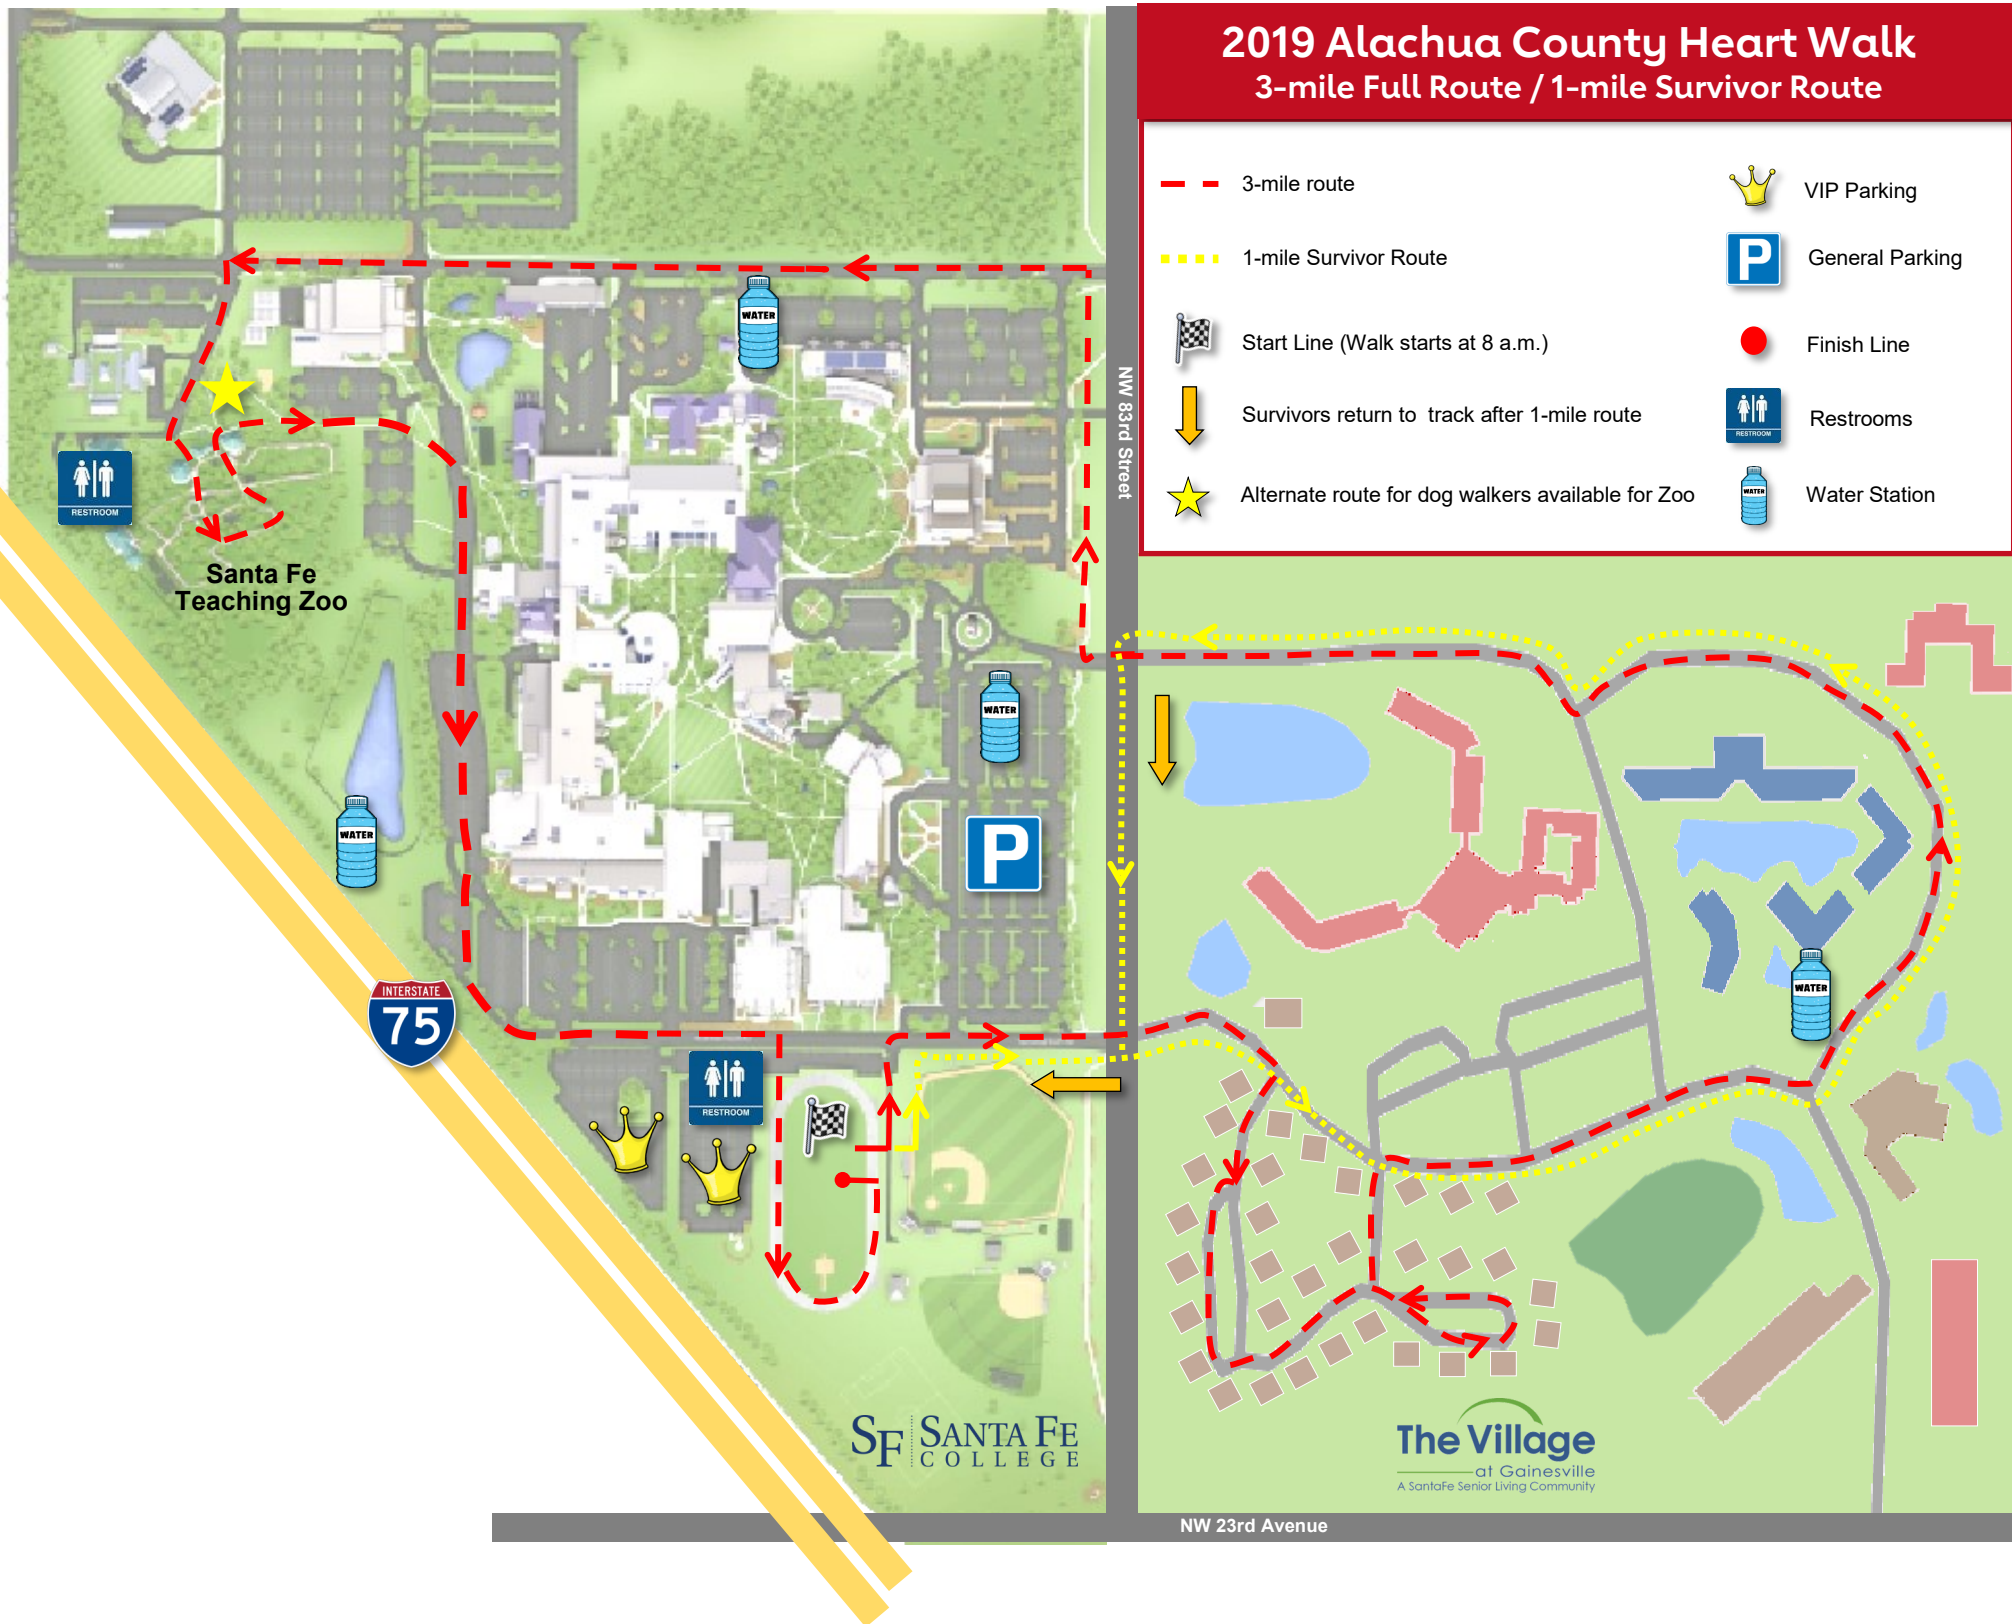 2019 Alachua County Heart Walk
3-mile Full Route / 1-mile Survivor Route
3-mile route
VIP Parking
1-mile Survivor Route
P
General Parking
Start Line (Walk starts at 8 a.m.)
Finish Line
Survivors return to track after 1-mile route
RESTROOM
Restrooms
Alternate route for dog walkers available for Zoo
WATER
Water Station
WATER
NW 83rd Street
RESTROOM
Santa Fe
Teaching Zoo
WATER
WATER
P
INTERSTATE
75
WATER
RESTROOM
SF SANTA FE
COLLEGE
The Village
at Gainesville
A SantaFe Senior Living Community
NW 23rd Avenue